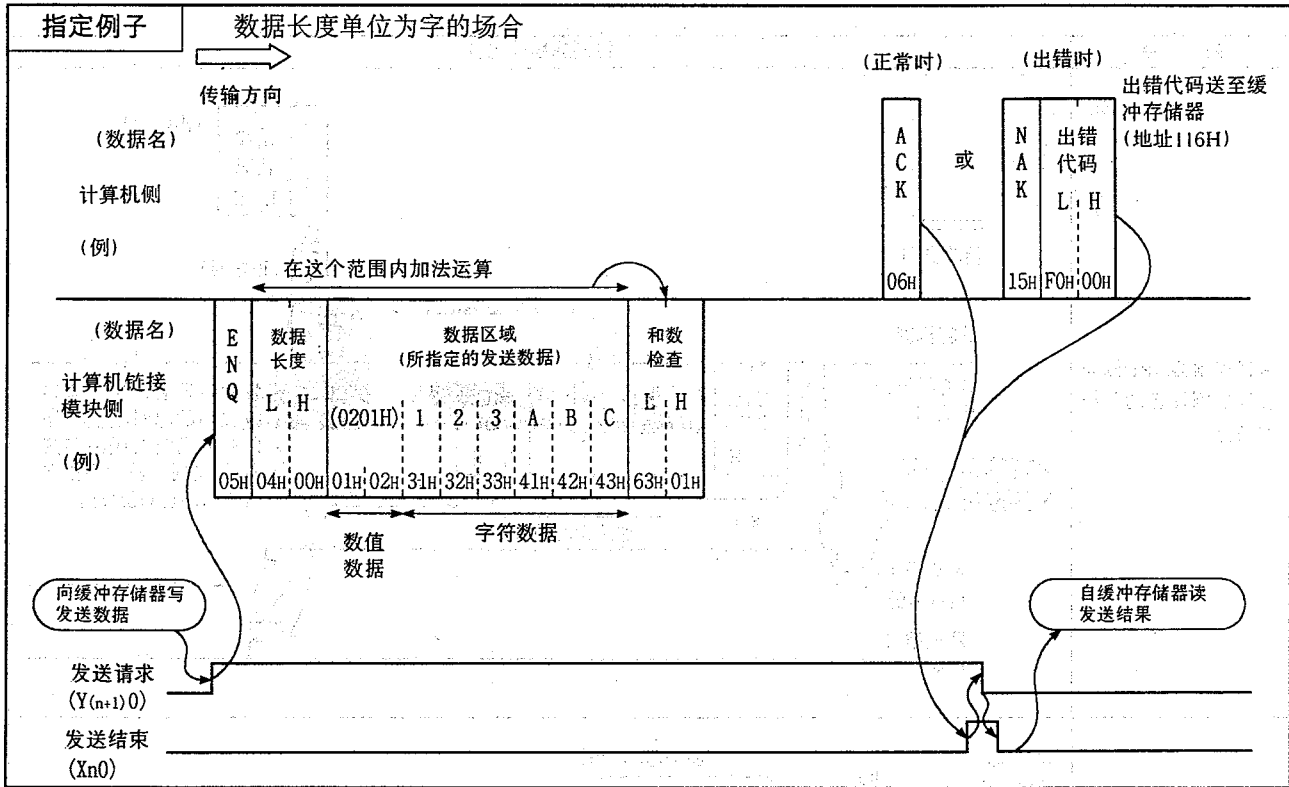 指定例子
数据长度单位为字的场合
传输方向
(正常时)
(出错时)
出错代码送至缓
冲存储器
(地址116H)
(数据名)
计算机侧
(例)
A
C
K
06H
或
N
A
K
15H
出错
代码
L H
F0H 00H
在这个范围内加法运算
(数据名)
计算机链接
模块侧
(例)
E
N
Q
05H
数据
长度
L H
04H 00H
数据区域
(所指定的发送数据)
(0201H) 1 2 3 A B C
01H 02H 31H 32H 33H 41H 42H 43H
和数
检查
L H
63H 01H
数值
数据
字符数据
向缓冲存储器写
发送数据
自缓冲存储器读
发送结果
发送请求
(Y(n+1)0)
发送结束
(Xn0)